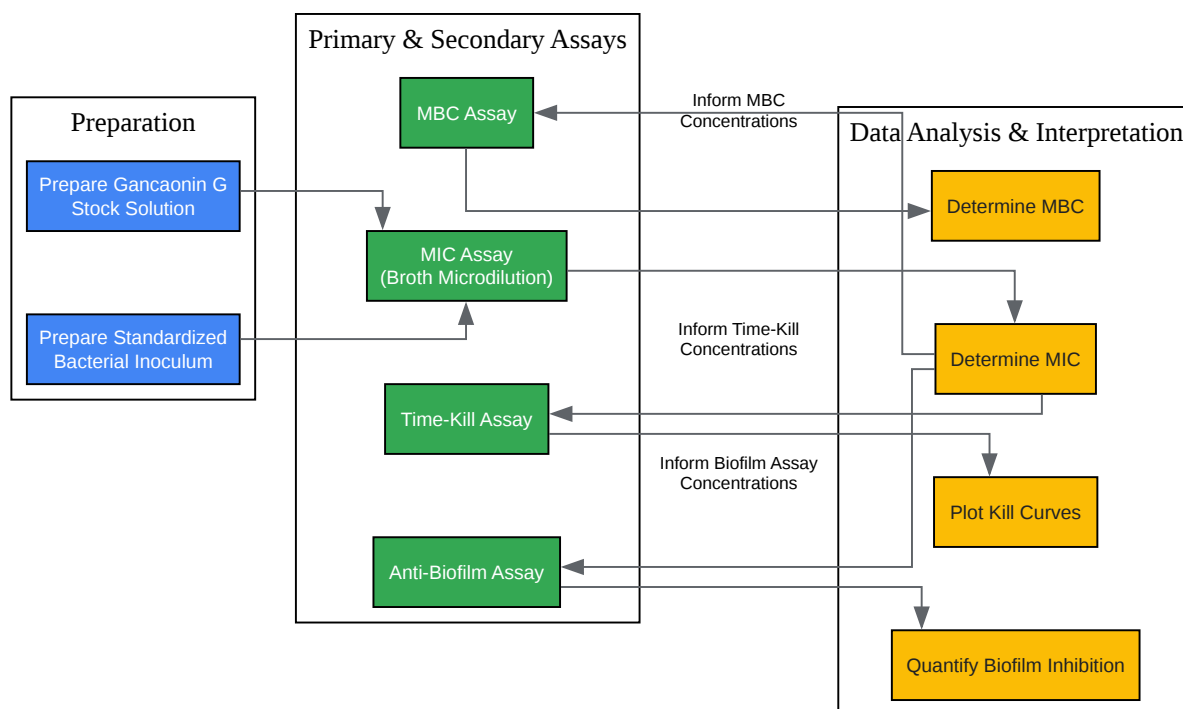 Preparation
Prepare Gancaonin G
Stock Solution
Prepare Standardized
Bacterial Inoculum
Primary & Secondary Assays
MBC Assay
MIC Assay
(Broth Microdilution)
Time-Kill Assay
Anti-Biofilm Assay
Inform MBC
Concentrations
Inform Time-Kill
Concentrations
Inform Biofilm Assay
Concentrations
Data Analysis & Interpretation
Determine MBC
Determine MIC
Plot Kill Curves
Quantify Biofilm Inhibition